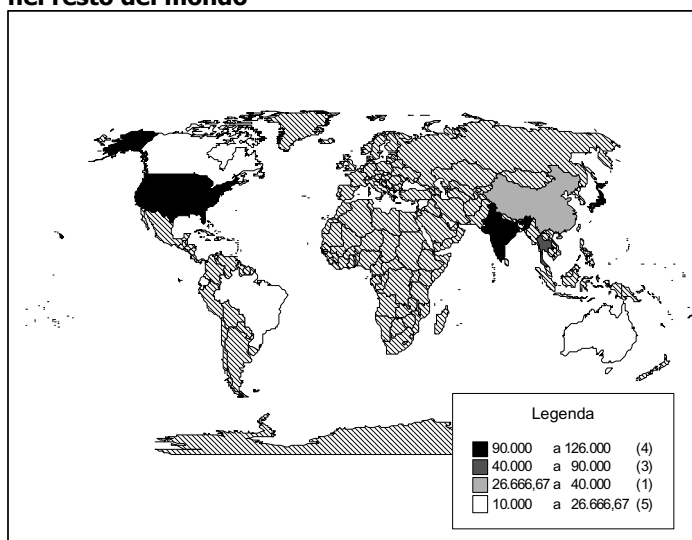 nel resto del mondo
Legenda
90.000 a 126.000 (4)
40.000 a 90.000 (3)
26.666,67 a 40.000 (1)
10.000 a 26.666,67 (5)